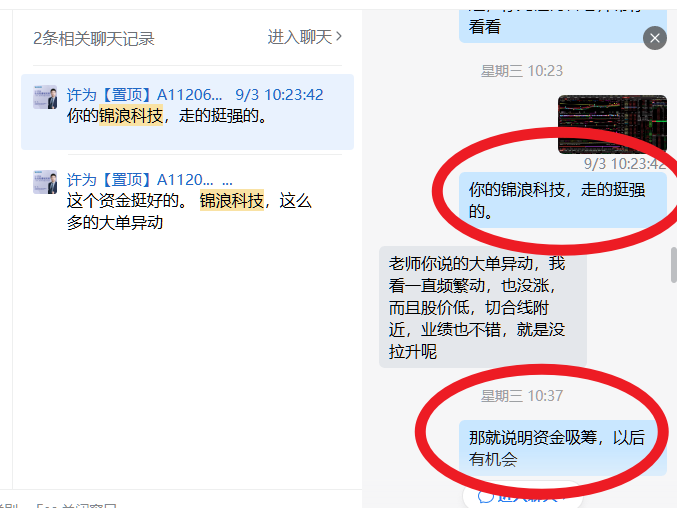 2条相关聊天记录
进入聊天
许为【置顶】A11206... 9/3 10:23:42
你的锦浪科技，走的挺强的。
许为【置顶】A1120... ...
这个资金挺好的。 锦浪科技，这么
多的大单异动
看看
星期三 10:23
9/3 10:23:42
你的锦浪科技，走的挺强
的。
老师你说的大单异动，我
看一直频繁动，也没涨，
而且股价低，切合线附
近，业绩也不错，就是没
拉升呢
星期三 10:37
那就说明资金吸筹，以后
有机会